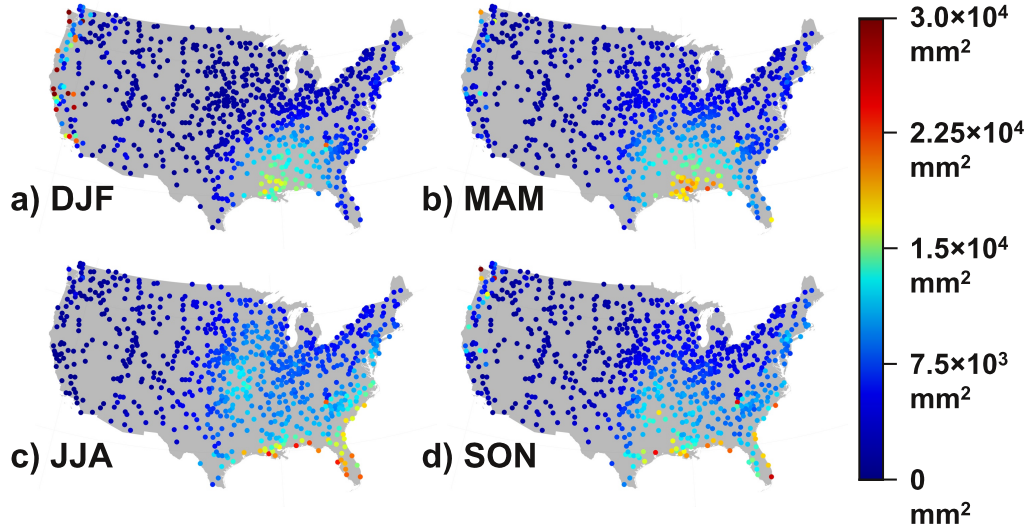 a) DJF
b) MAM
c) JJA
d) SON
3.0×10⁴
mm²
2.25×10⁴
mm²
1.5×10⁴
mm²
7.5×10³
mm²
0
mm²